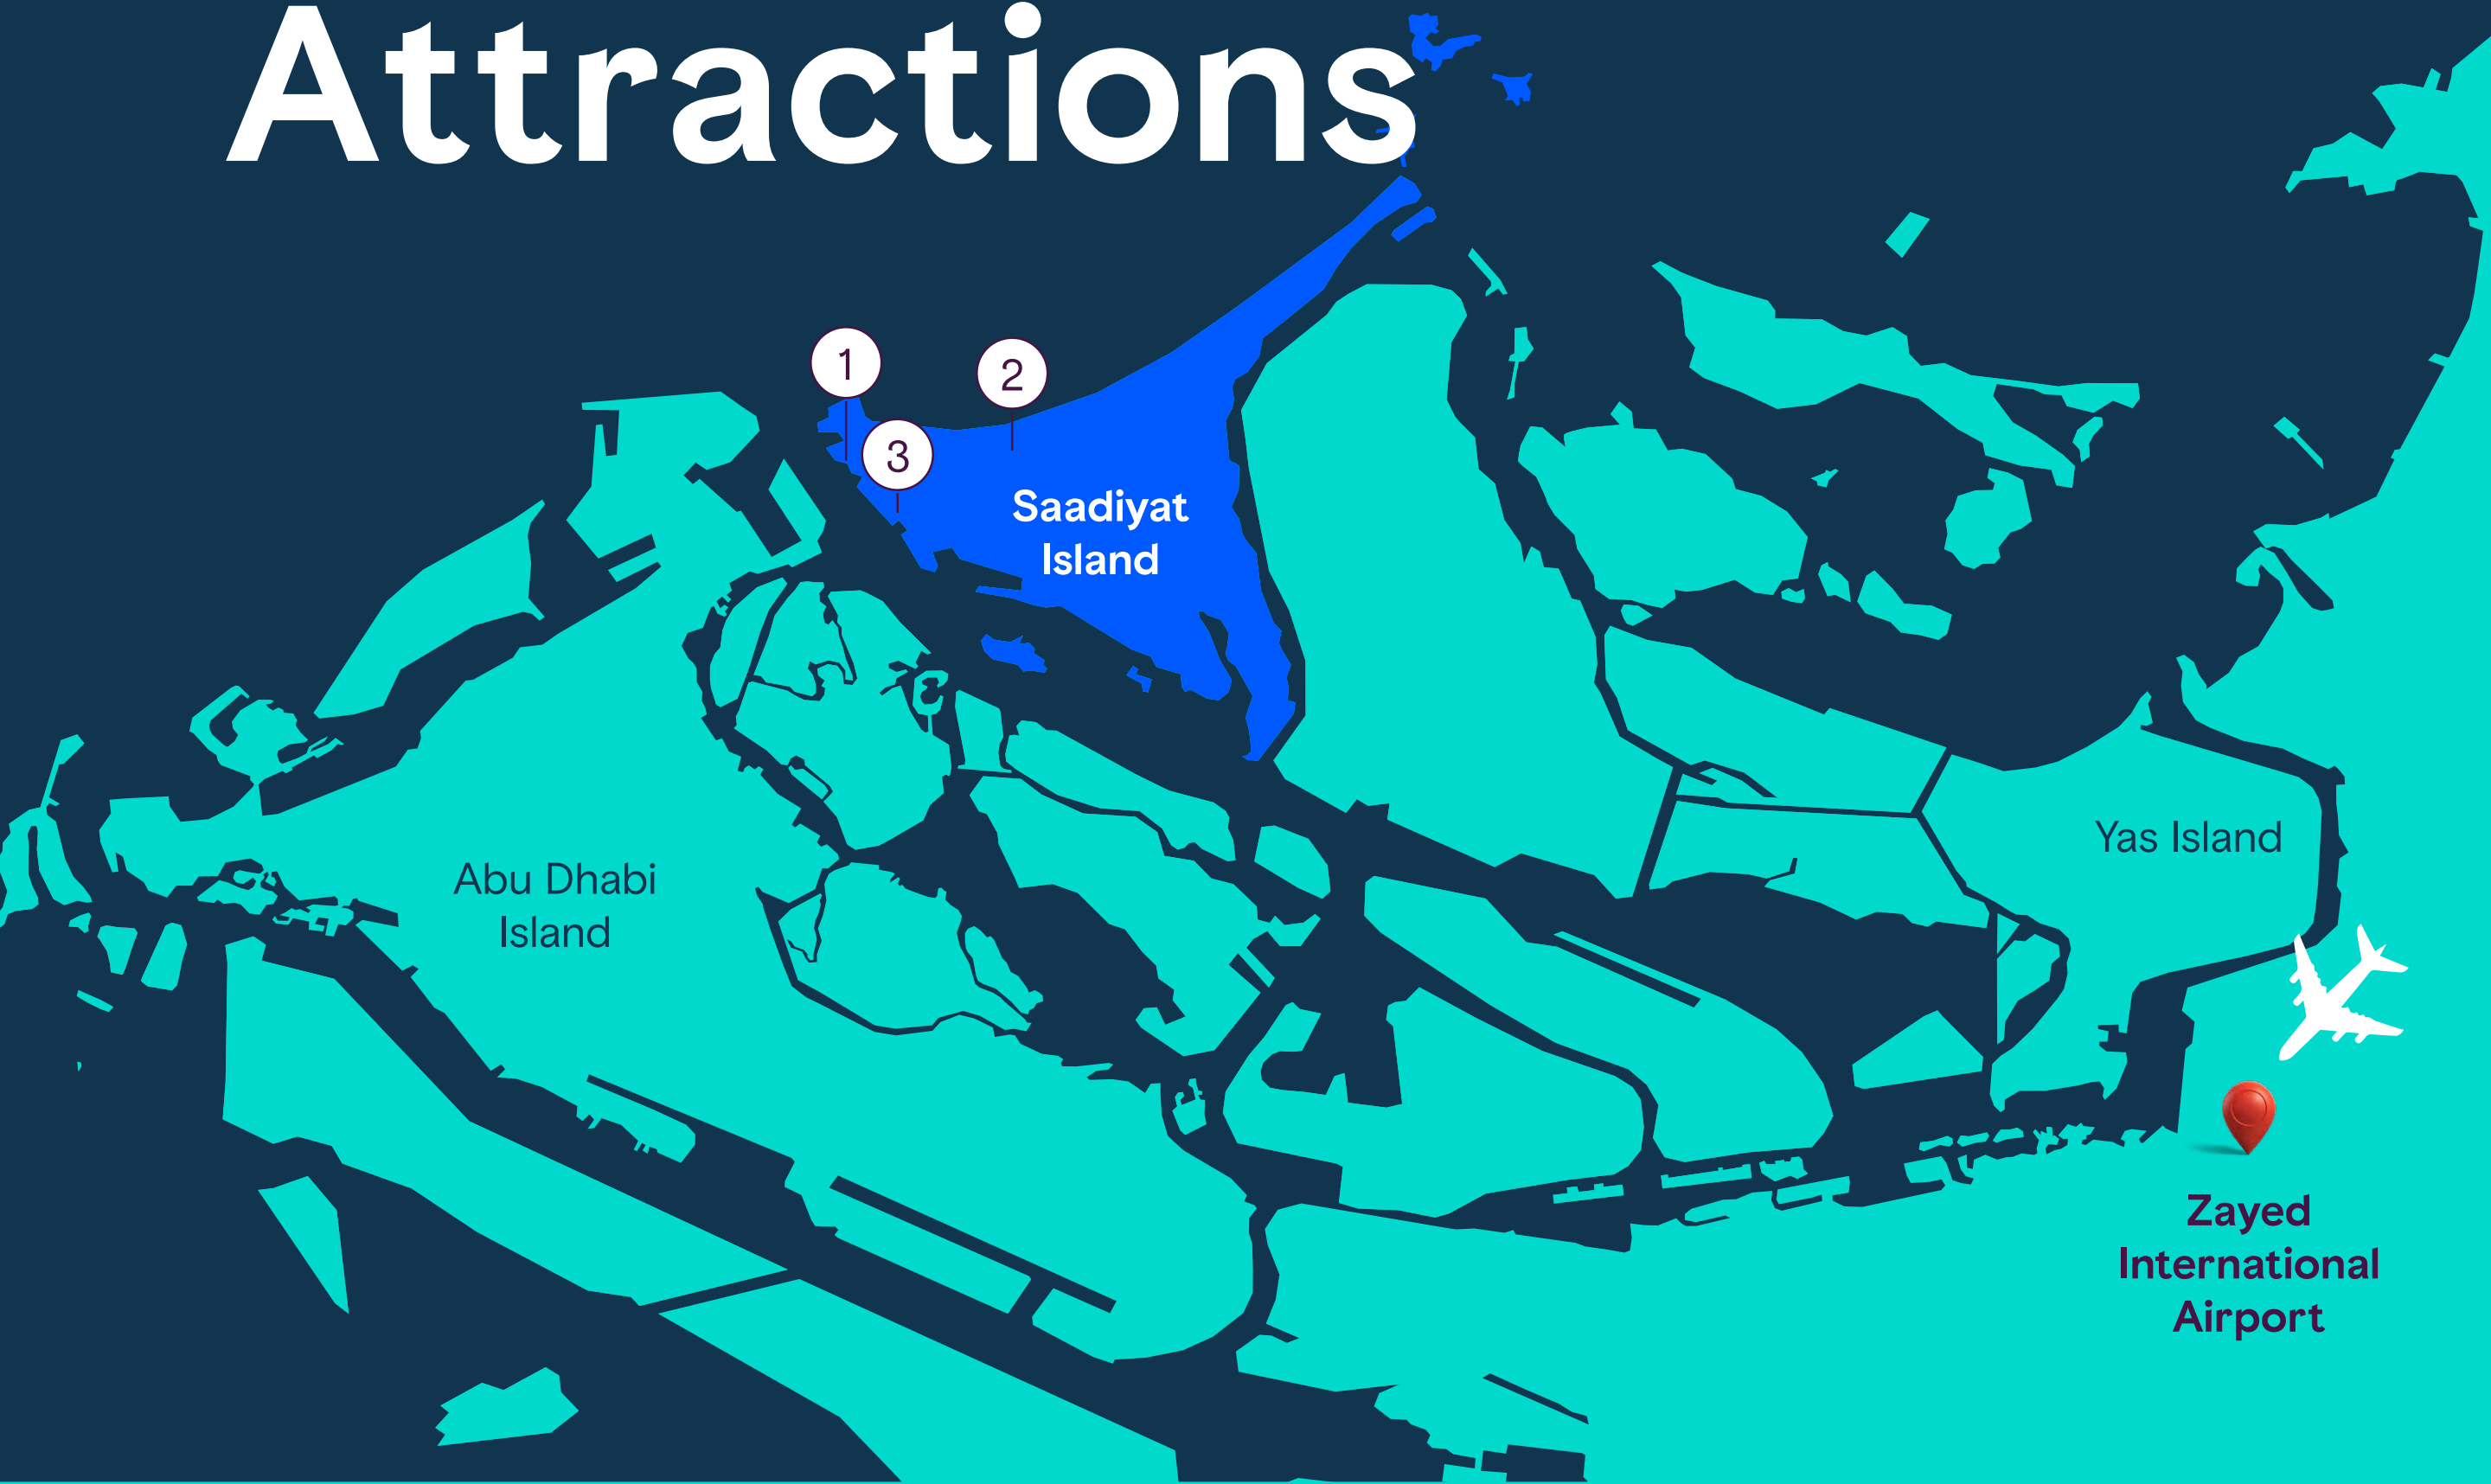 Attractions
1
2
3
Saadiyat
Island
Abu Dhabi
Island
Yas Island
Zayed
International
Airport